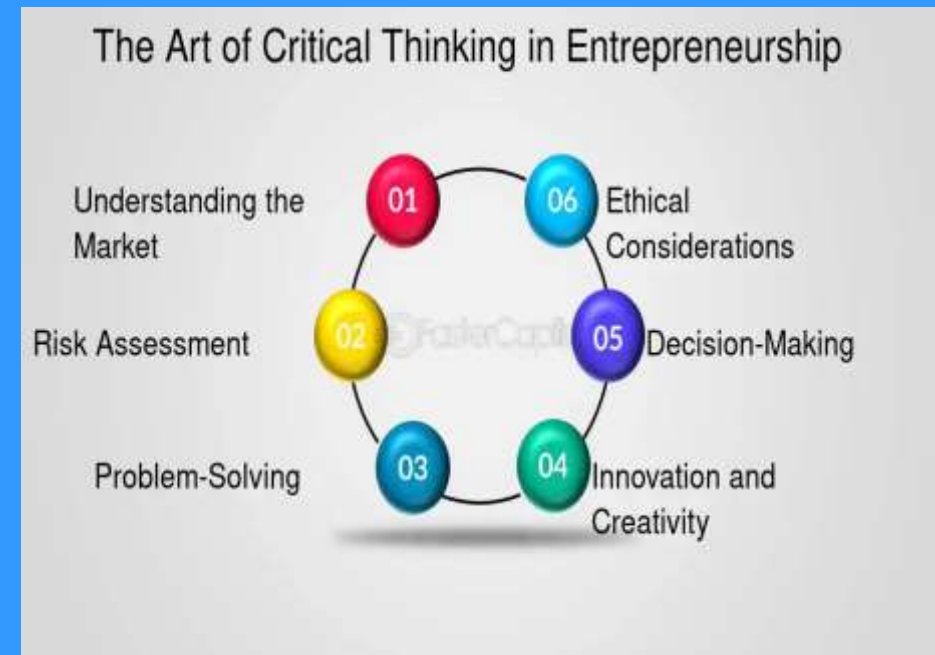 The Art of Critical Thinking in Entrepreneurship
01
Understanding the
Market
02
Risk Assessment
03
Problem-Solving
04
Innovation and
Creativity
05
Decision-Making
06
Ethical
Considerations